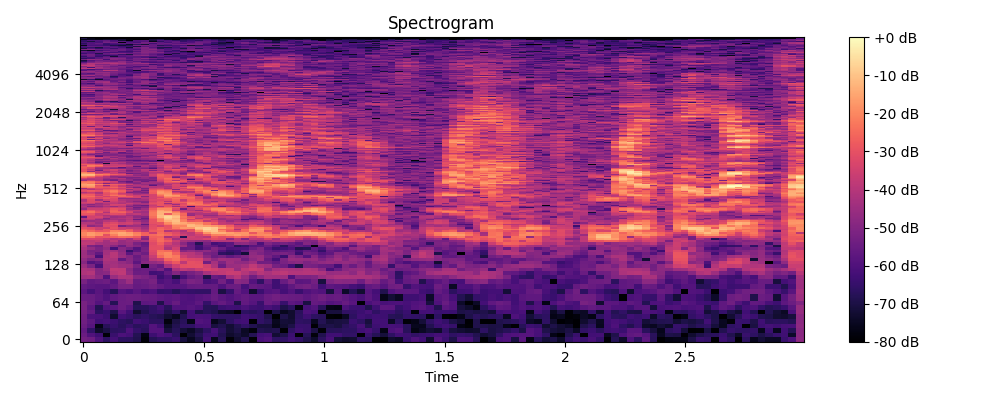 Spectrogram
Hz
4096
2048
1024
512
256
128
64
0
0 0.5 1 1.5 2 2.5
Time
+0 dB
-10 dB
-20 dB
-30 dB
-40 dB
-50 dB
-60 dB
-70 dB
-80 dB